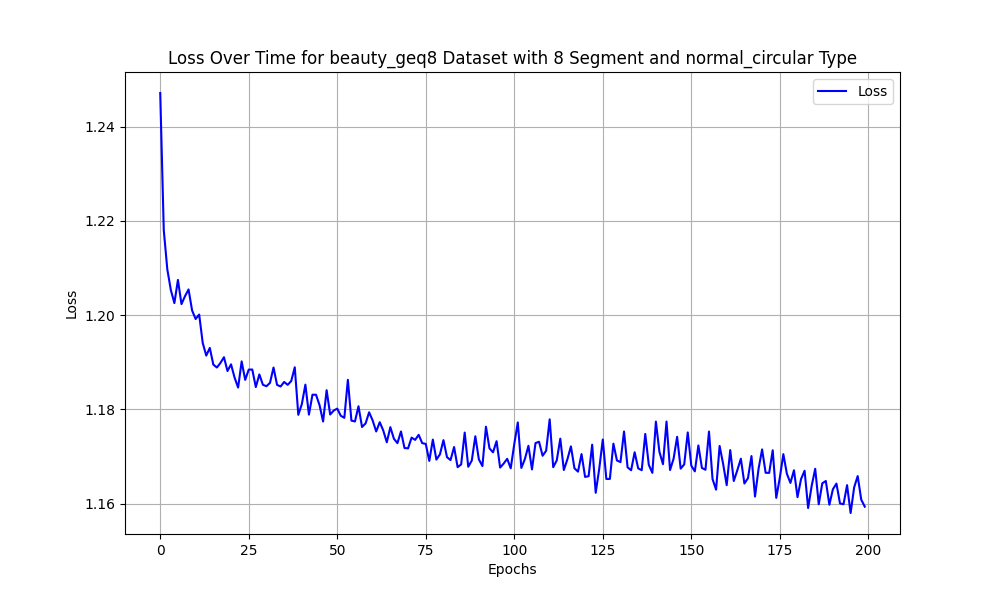 Loss Over Time for beauty_geq8 Dataset with 8 Segment and normal_circular Type
Loss
1.24
1.22
1.20
1.18
1.16
Loss
0 25 50 75 100 125 150 175 200
Epochs